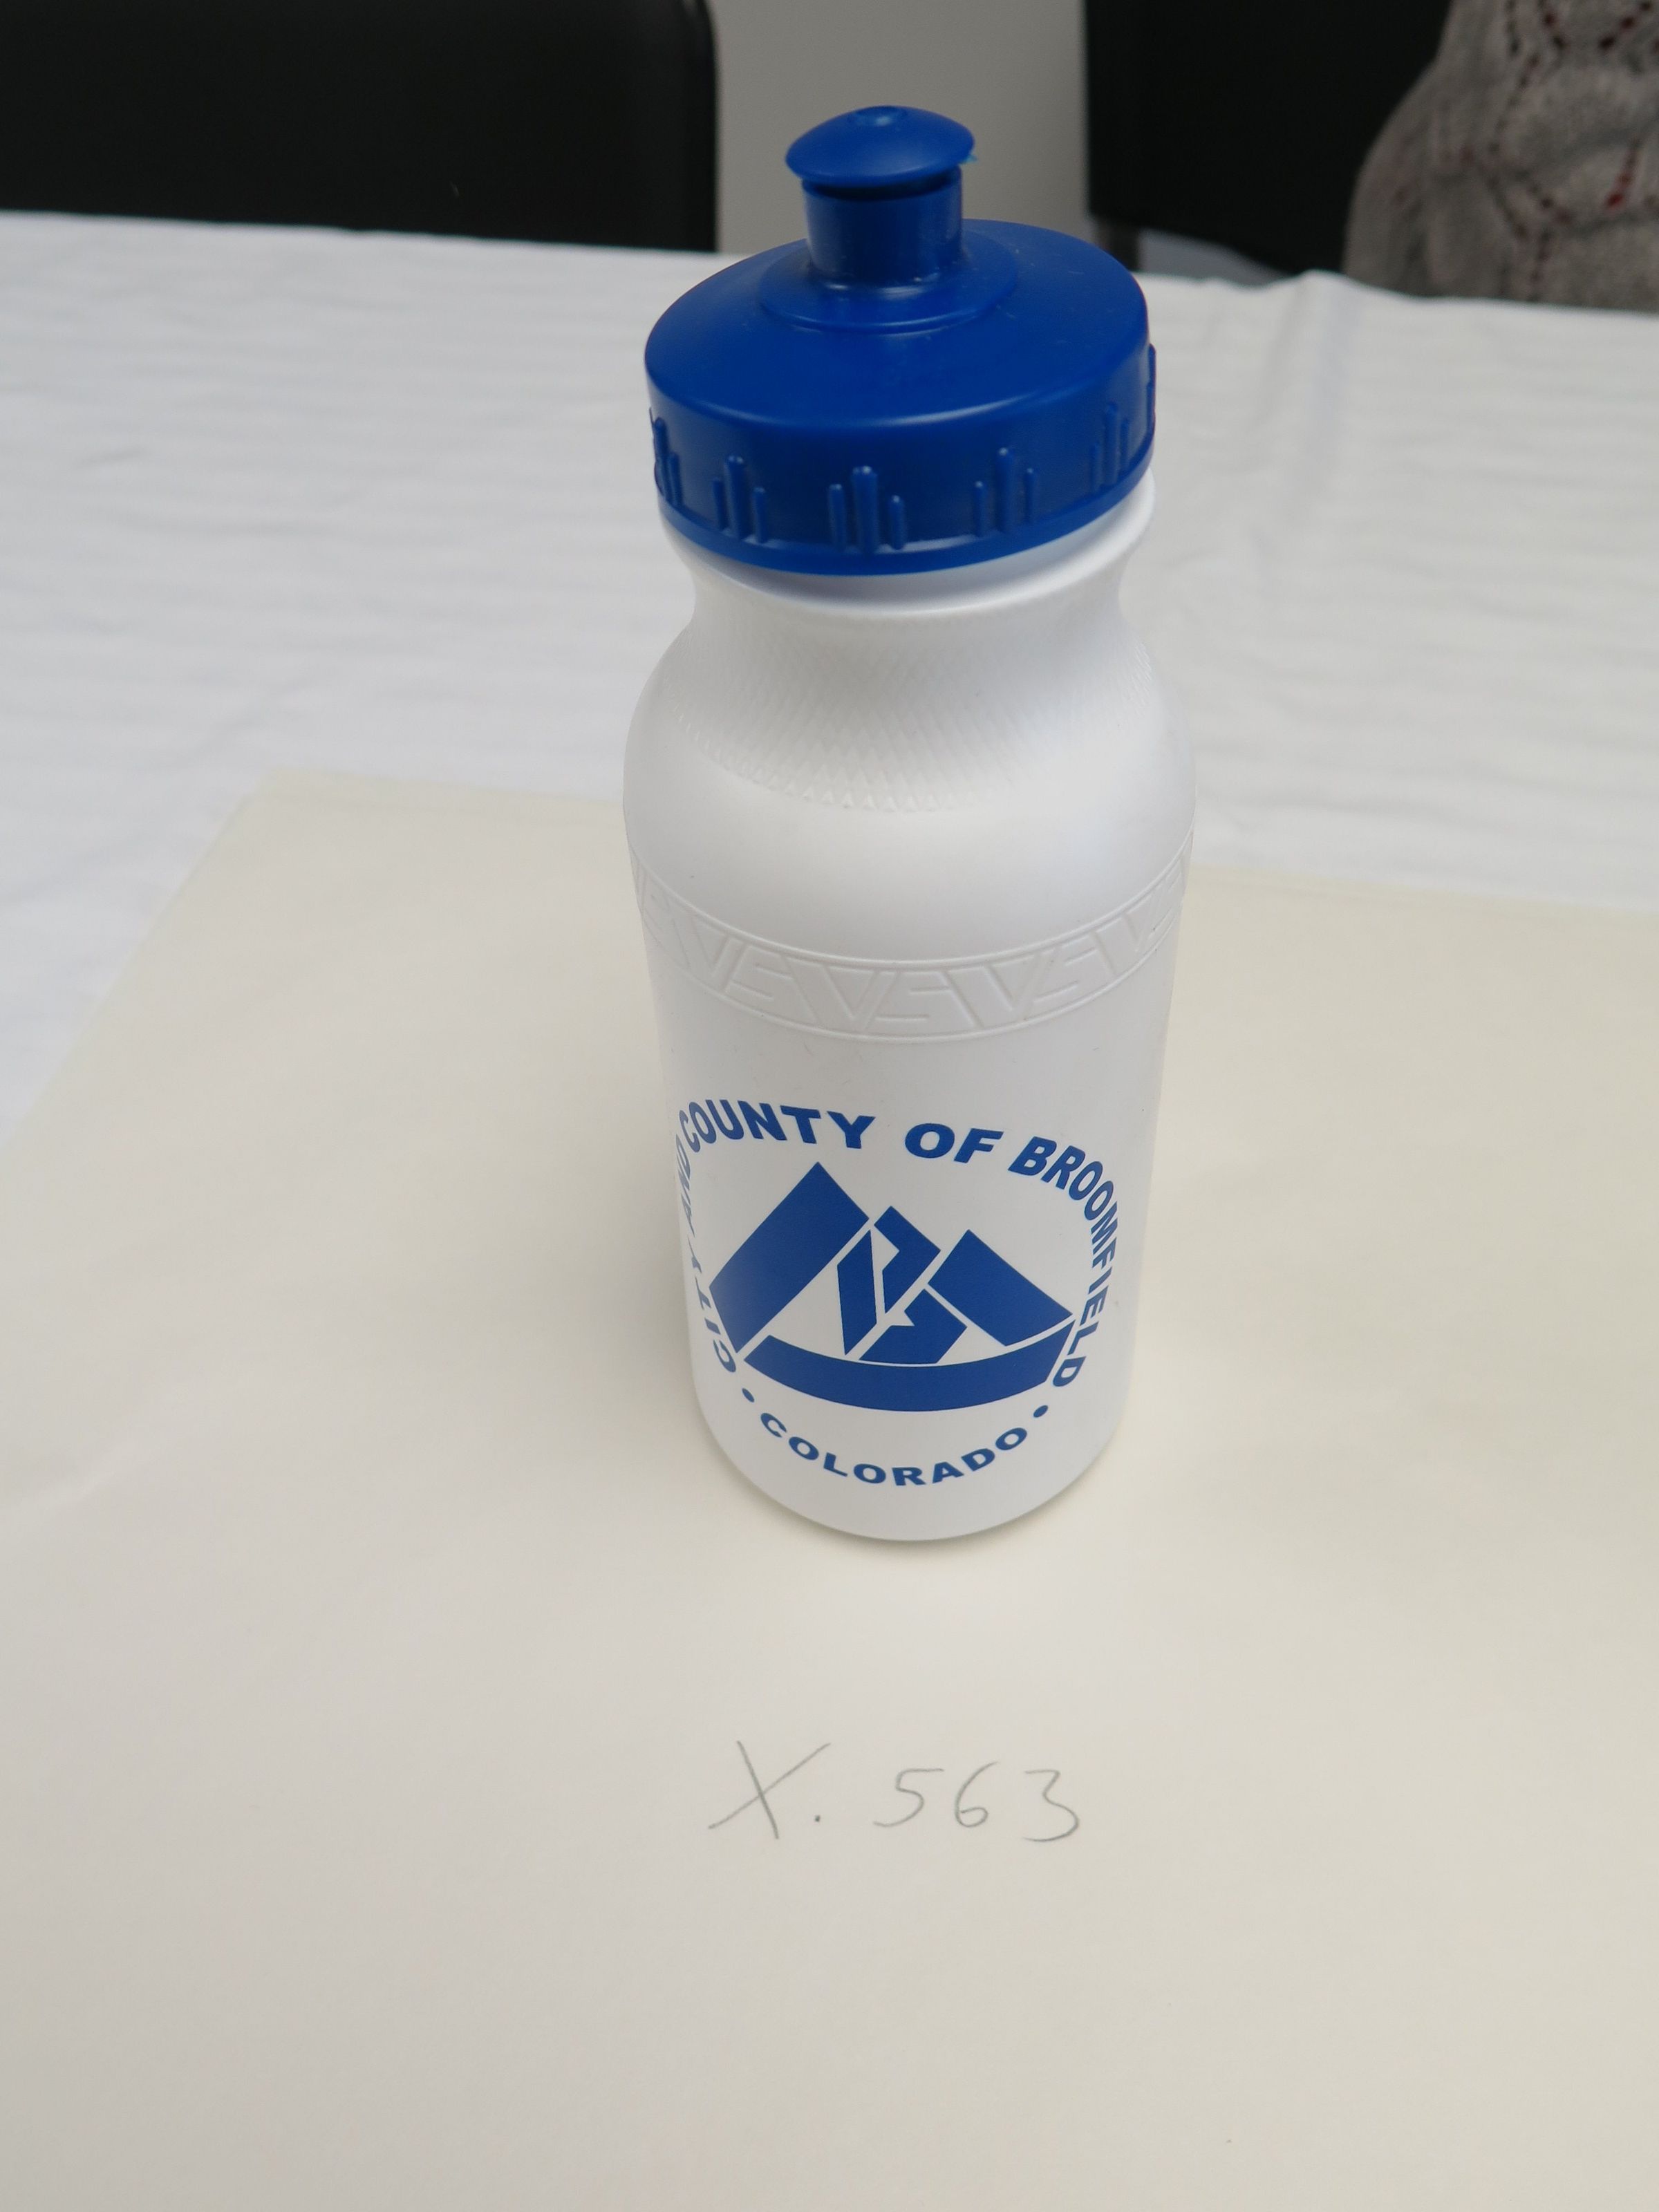 CITY AND COUNTY OF BROOMFIELD
• COLORADO •
X. 563